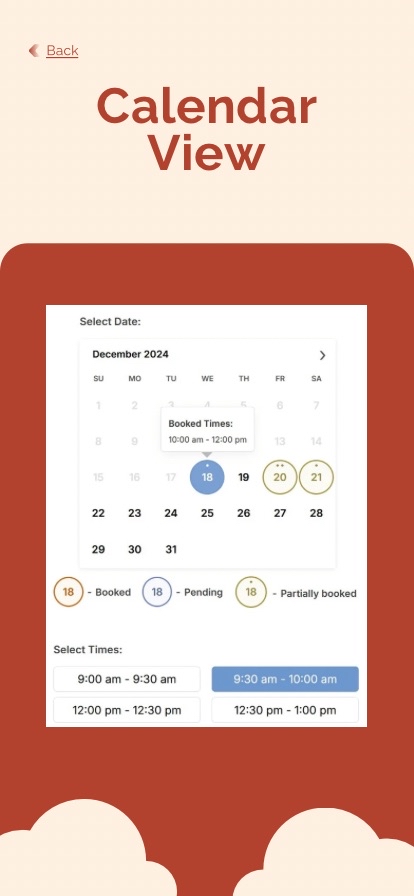 Back
Calendar
View
Select Date:
December 2024
SU MO TU WE TH FR SA
1 2 3 4 5 6 7
Booked Times:
10:00 am - 12:00 pm
8 9 13 14
15 16 17 18 19 20 21
22 23 24 25 26 27 28
29 30 31
18 - Booked 18 - Pending 18 - Partially booked
Select Times:
9:00 am - 9:30 am 9:30 am - 10:00 am
12:00 pm - 12:30 pm 12:30 pm - 1:00 pm